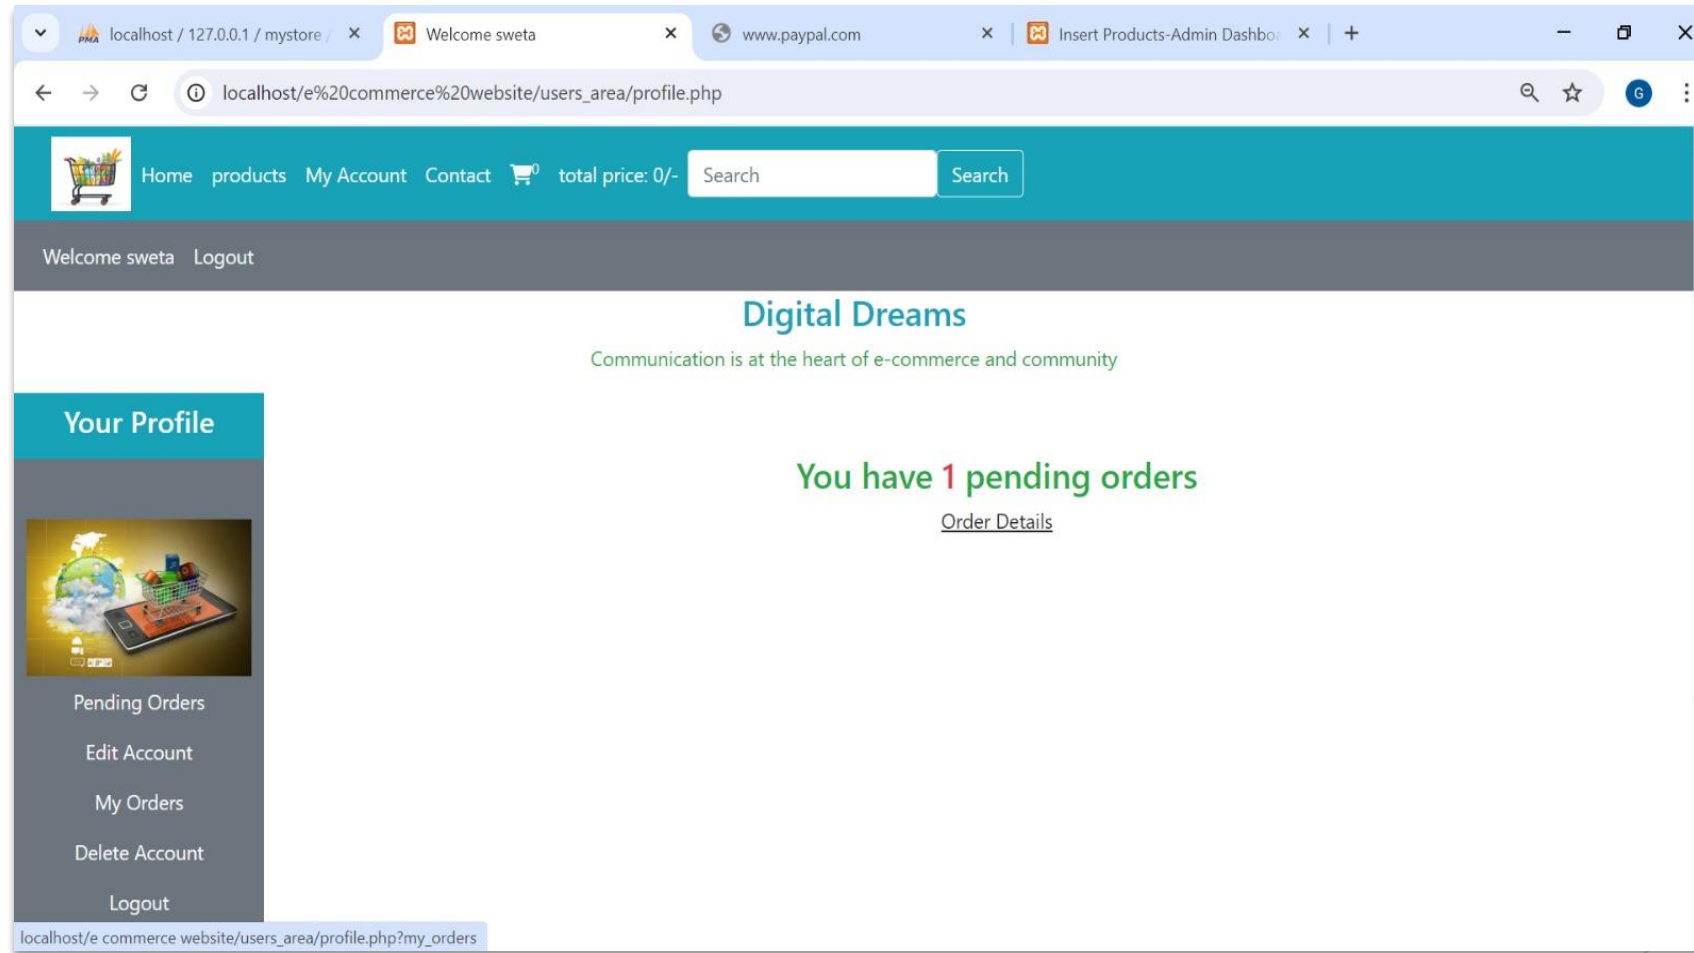 localhost / 127.0.0.1 / mystore /
Welcome sweta
www.paypal.com
Insert Products-Admin Dashboa
localhost/e%20commerce%20website/users_area/profile.php
G
Home products My Account Contact 0 total price: 0/- Search Search
Welcome sweta Logout
Digital Dreams
Communication is at the heart of e-commerce and community
Your Profile
You have 1 pending orders
Order Details
Pending Orders
Edit Account
My Orders
Delete Account
Logout
localhost/e commerce website/users_area/profile.php?my_orders